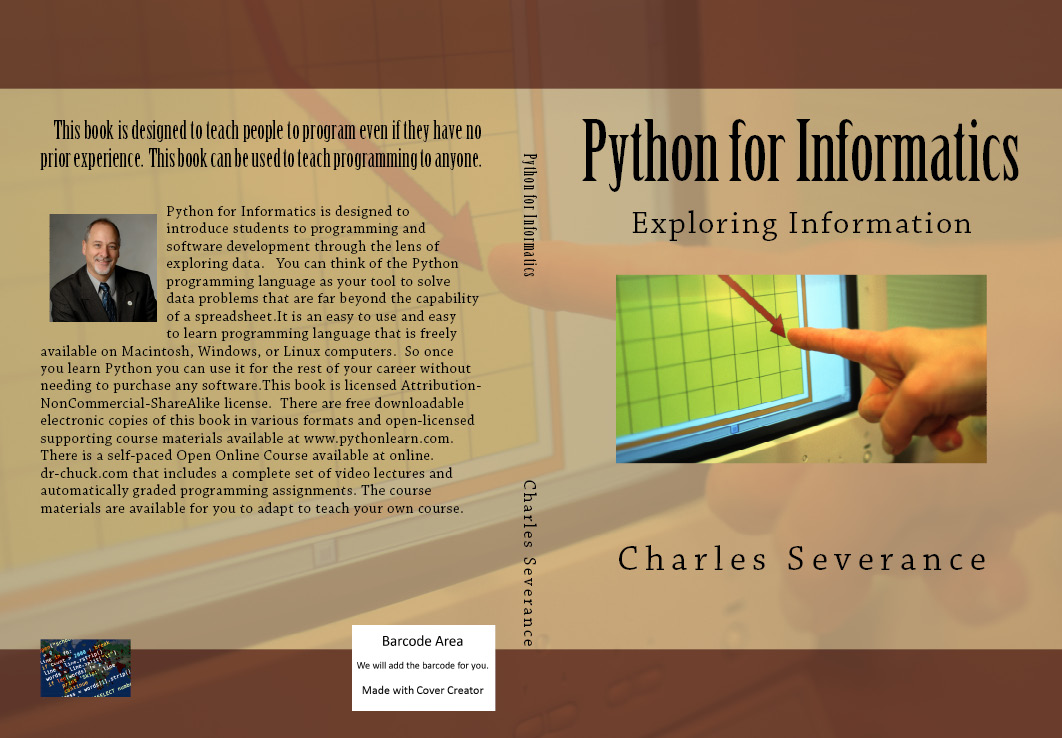 This book is designed to teach people to program even if they have no
prior experience. This book can be used to teach programming to anyone.
Python for Informatics is designed to
introduce students to programming and
software development through the lens of
exploring data. You can think of the Python
programming language as your tool to solve
data problems that are far beyond the capability
of a spreadsheet.It is an easy to use and easy
to learn programming language that is freely
available on Macintosh, Windows, or Linux computers. So once
you learn Python you can use it for the rest of your career without
needing to purchase any software.This book is licensed Attribution-
NonCommercial-ShareAlike license. There are free downloadable
electronic copies of this book in various formats and open-licensed
supporting course materials available at www.pythonlearn.com.
There is a self-paced Open Online Course available at online.
dr-chuck.com that includes a complete set of video lectures and
automatically graded programming assignments. The course
materials are available for you to adapt to teach your own course.
Barcode Area
We will add the barcode for you.
Made with Cover Creator
Python for Informatics
Charles Severance
Python for Informatics
Exploring Information
Charles Severance